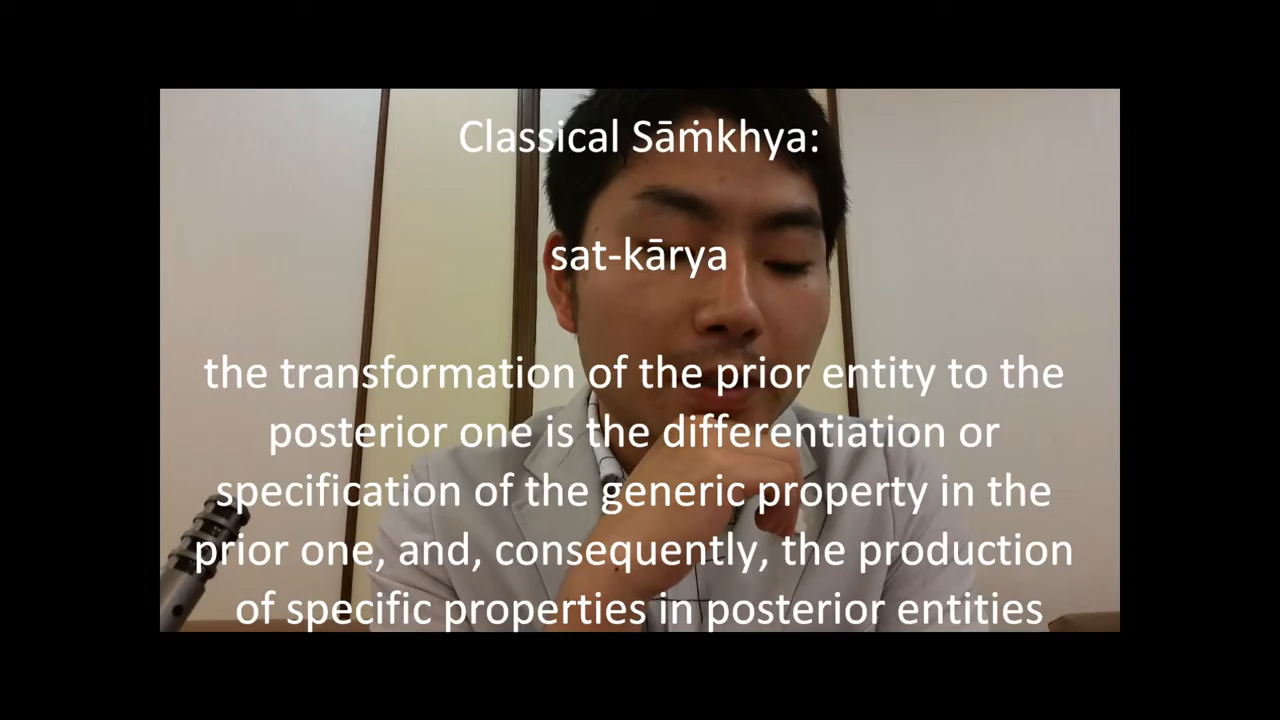 Classical Sāṁkhya:
sat-kārya
the transformation of the prior entity to the
posterior one is the differentiation or
specification of the generic property in the
prior one, and, consequently, the production
of specific properties in posterior entities